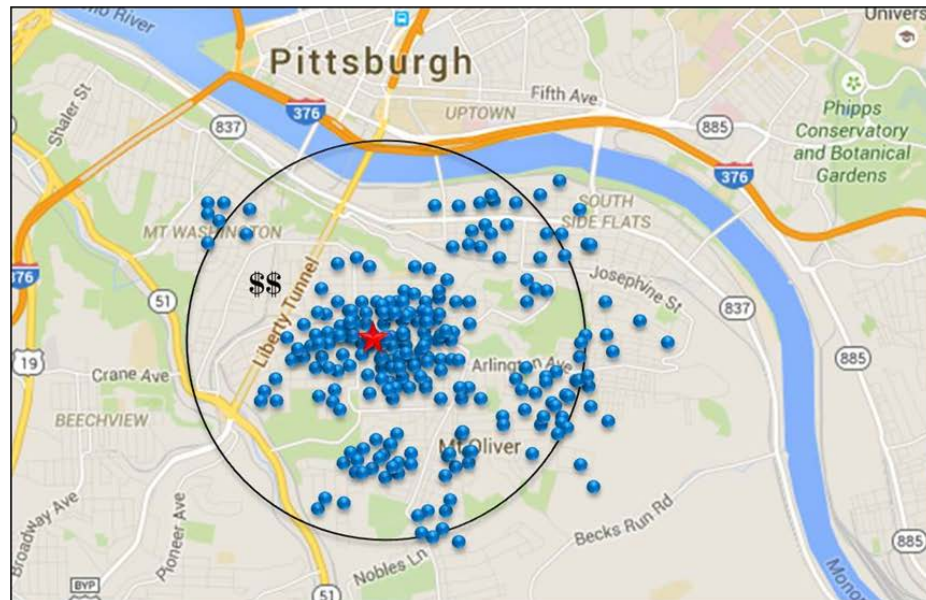 Univers
Pittsburgh
Shaler St
376
837
Fifth Ave
UPTOWN
885
Phipps
Conservatory
and Botanical
Gardens
376
SOUTH
SIDE FLATS
MT WASHINGTON
$$
Liberty Tunnel
Josephine St
376
51
837
19
Crane Ave
Arlington Ave
885
BEECHVIEW
Mt Oliver
Broadway Ave
Pioneer Ave
Becks Run Rd
885
Nobles Ln
BYP
51